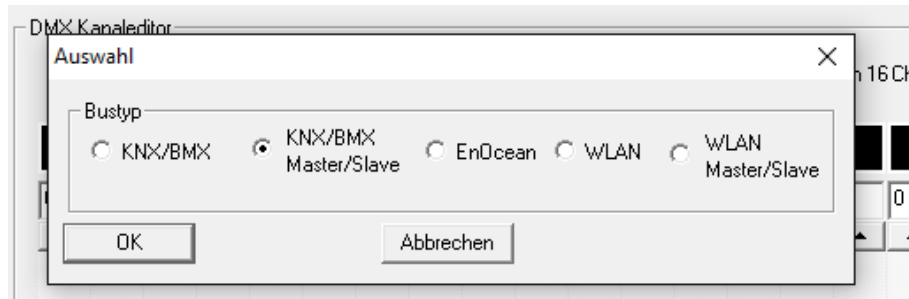 DMX Kanaleditor
Auswahl
16
Bustyp
KNX/BMX
KNX/BMX
Master/Slave
EnOcean
WLAN
WLAN
Master/Slave
0
OK
Abbrechen